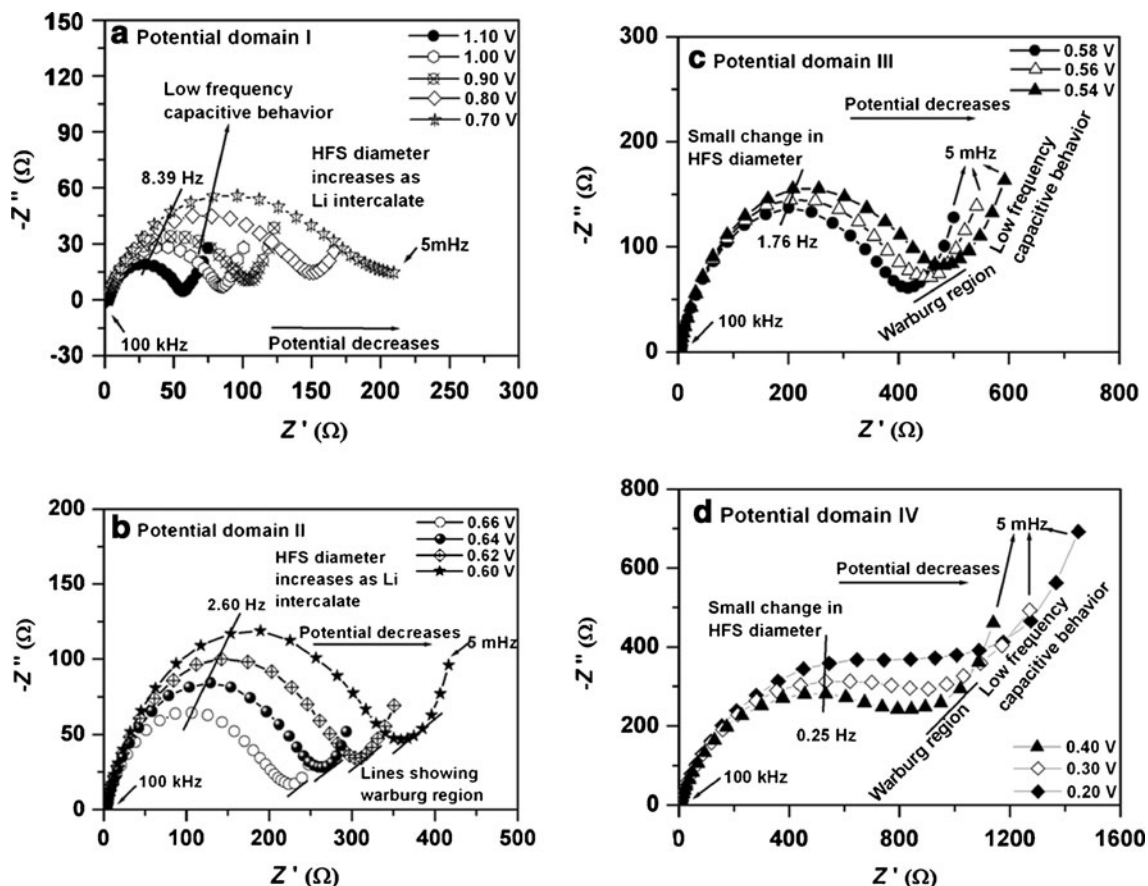 a Potential domain I
1.10 V
1.00 V
0.90 V
0.80 V
0.70 V
Low frequency
capacitive behavior
HFS diameter
increases as
Li intercalate
8.39 Hz
5mHz
100 kHz
Potential decreases
150
120
90
60
30
0
-30
-Z'' (Ω)
0 50 100 150 200 250 300
Z' (Ω)
c Potential domain III
0.58 V
0.56 V
0.54 V
Potential decreases
Small change in
HFS diameter
5 mHz
1.76 Hz
Low frequency
capacitive behavior
Warburg region
100 kHz
300
200
100
0
-Z'' (Ω)
0 200 400 600 800
Z' (Ω)
b Potential domain II
0.66 V
0.64 V
0.62 V
0.60 V
HFS diameter
increases as Li
intercalate
2.60 Hz
Potential decreases
5 mHz
100 kHz
Lines showing
warburg region
200
150
100
50
0
-Z'' (Ω)
0 100 200 300 400 500
Z' (Ω)
d Potential domain IV
5 mHz
Potential decreases
Small change in
HFS diameter
Low frequency
capacitive behavior
0.25 Hz
Warburg region
100 kHz
0.40 V
0.30 V
0.20 V
800
600
400
200
0
-Z'' (Ω)
0 400 800 1200 1600
Z' (Ω)